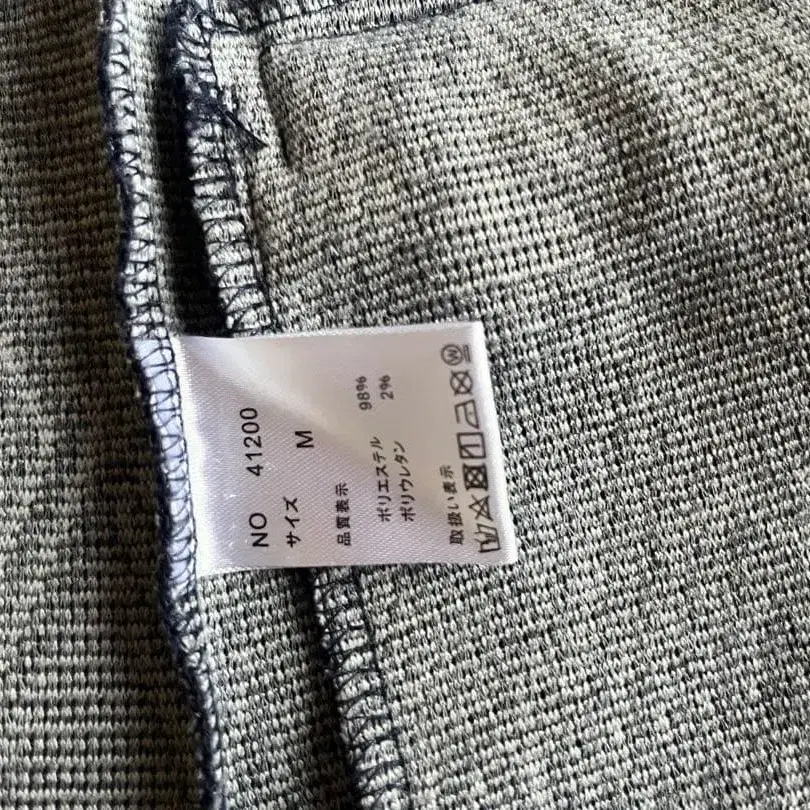 NO 41200
サイズ M
品質表示
ポリエステル 98%
ポリウレタン 2%
取扱い表示
W